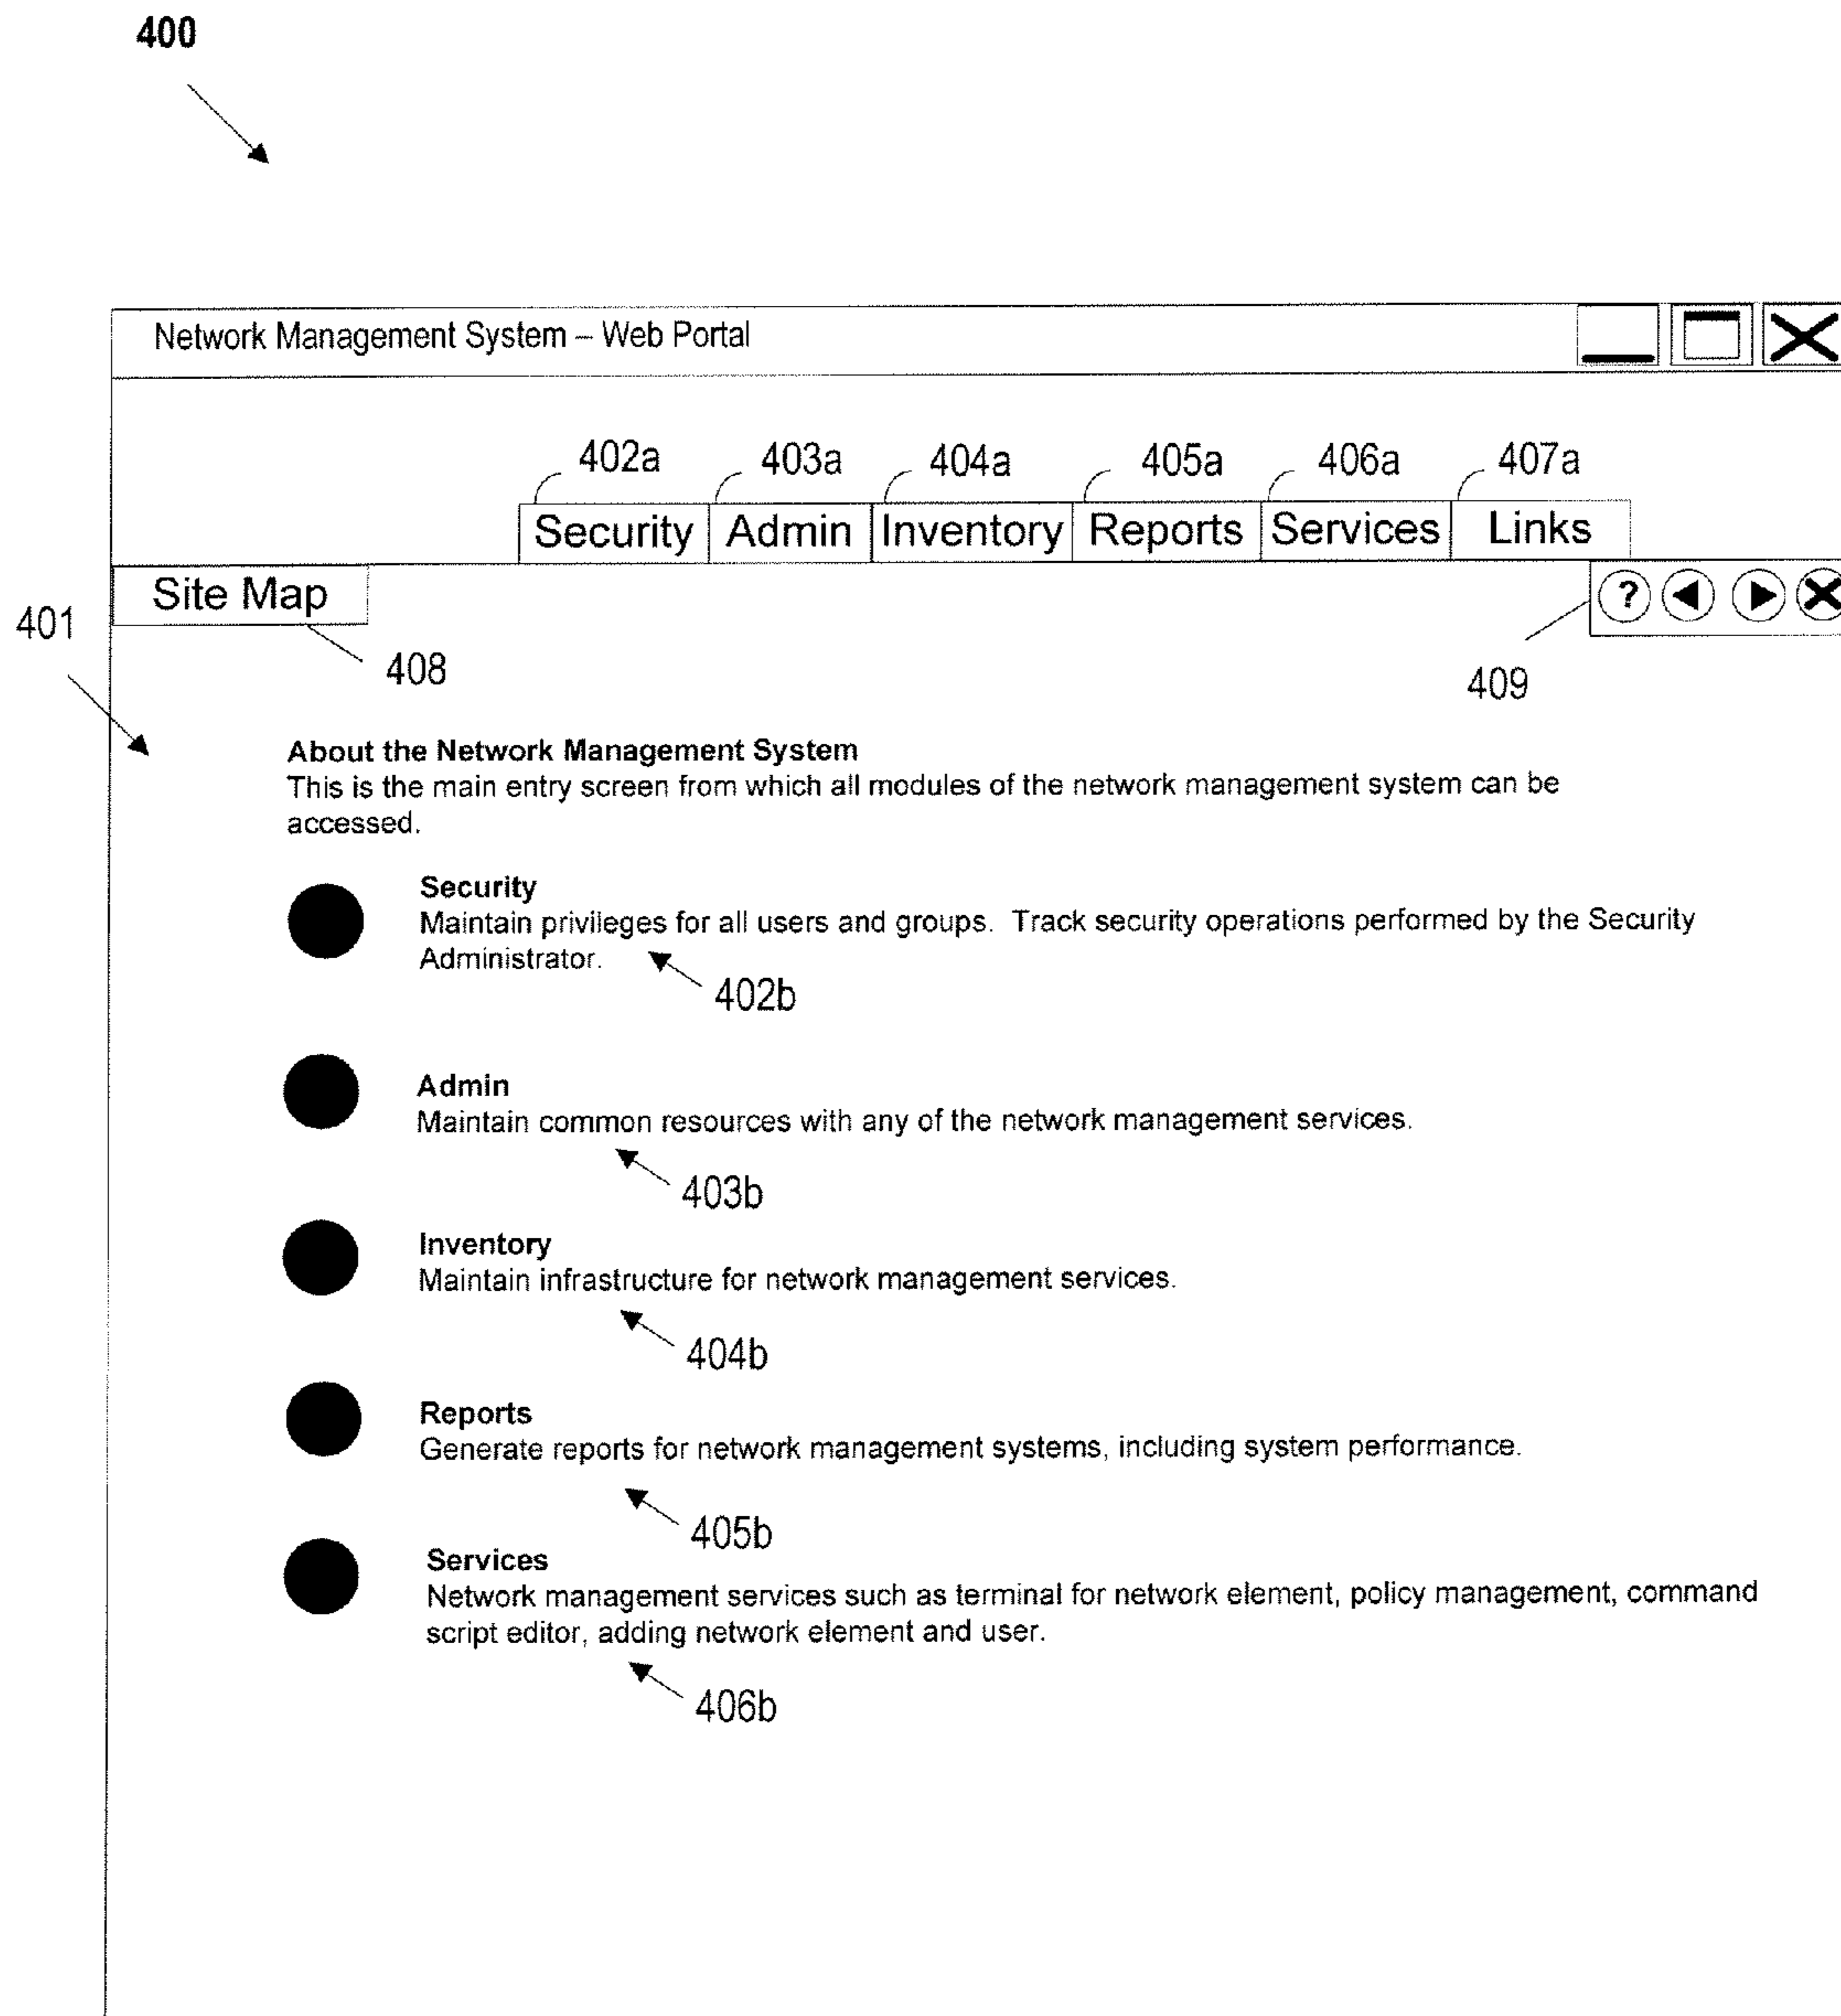 400
Network Management System – Web Portal
402a 403a 404a 405a 406a 407a
Security Admin Inventory Reports Services Links
Site Map ?
401
408
409
About the Network Management System
This is the main entry screen from which all modules of the network management system can be
accessed.
Security
Maintain privileges for all users and groups. Track security operations performed by the Security
Administrator.
402b
Admin
Maintain common resources with any of the network management services.
403b
Inventory
Maintain infrastructure for network management services.
404b
Reports
Generate reports for network management systems, including system performance.
405b
Services
Network management services such as terminal for network element, policy management, command
script editor, adding network element and user.
406b